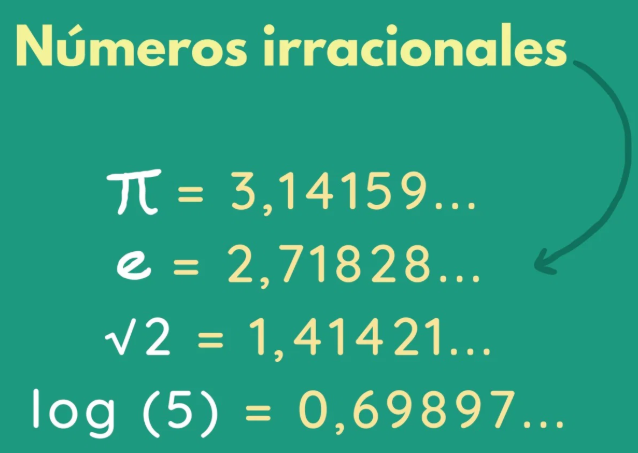 Números irracionales
π = 3,14159...
e = 2,71828...
√2 = 1,41421...
log (5) = 0,69897...